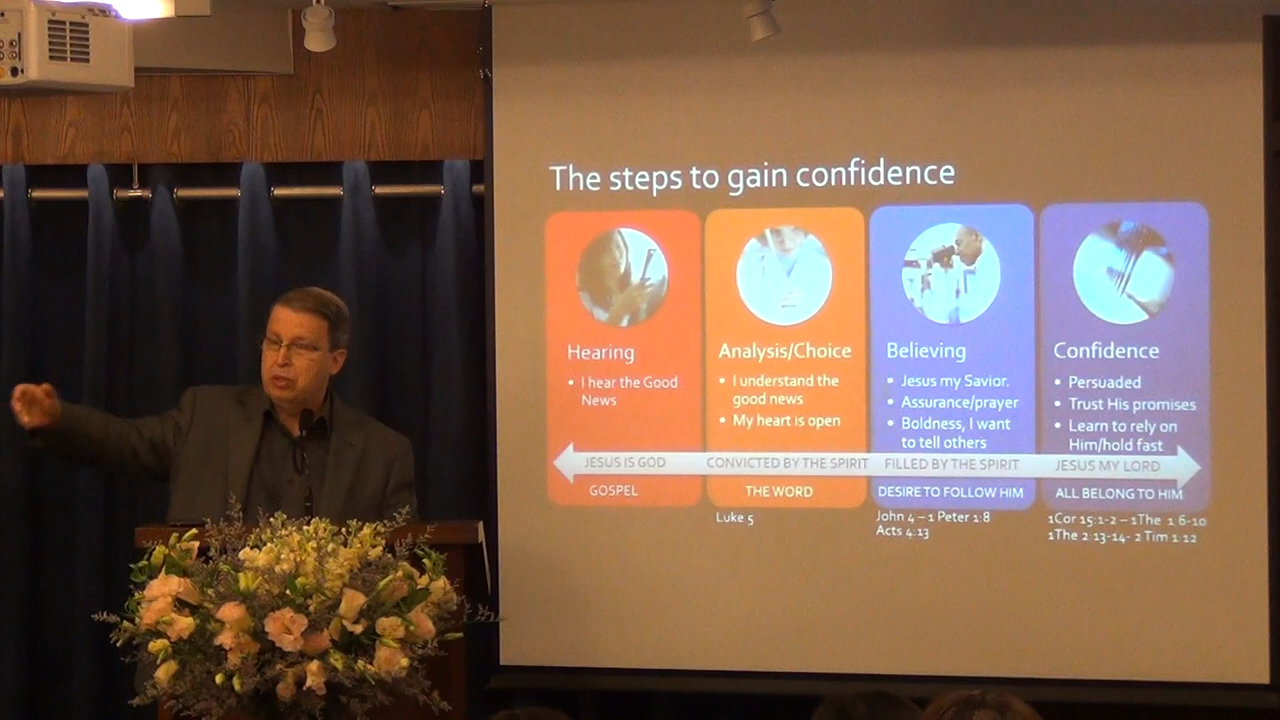 The steps to gain confidence
Hearing
• I hear the Good
News
Analysis/Choice
• I understand the
good news
• My heart is open
Believing
• Jesus my Savior.
• Assurance/prayer
• Boldness, I want
to tell others
Confidence
• Persuaded
• Trust His promises
• Learn to rely on
Him/hold fast
JESUS IS GOD
CONVICTED BY THE SPIRIT
FILLED BY THE SPIRIT
JESUS MY LORD
GOSPEL
THE WORD
DESIRE TO FOLLOW HIM
ALL BELONG TO HIM
Luke 5
John 4 – 1 Peter 1:8
Acts 4:13
1Cor 15:1-2 – 1The 1 6-10
1The 2:13-14- 2 Tim 1:12